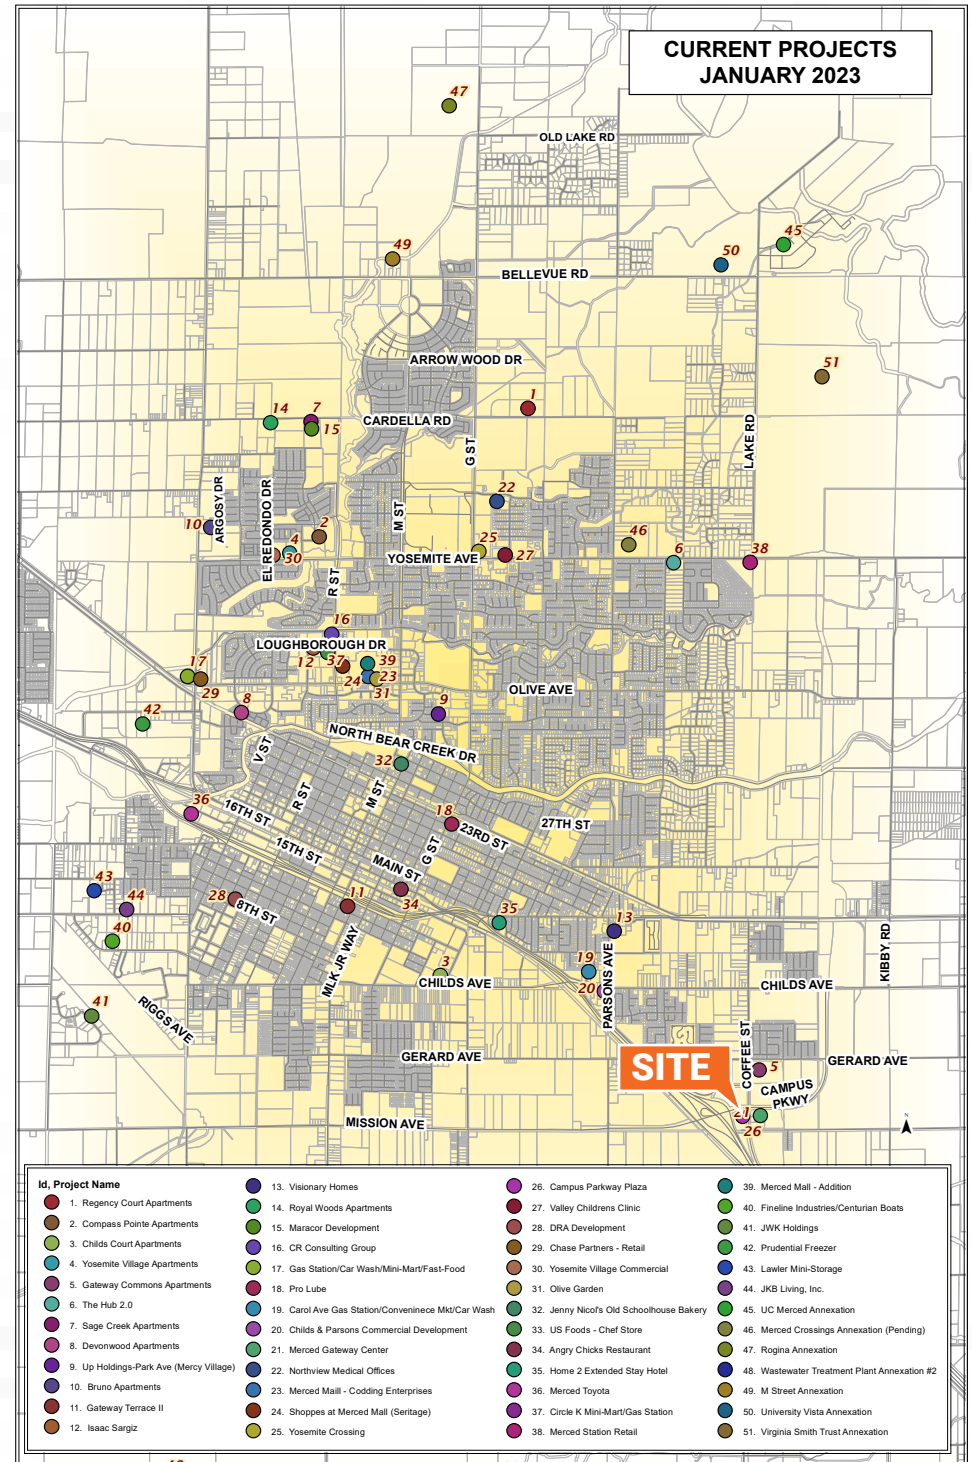 CURRENT PROJECTS
JANUARY 2023
47
OLD LAKE RD
45
50
49
BELLEVUE RD
ARROW WOOD DR
51
1
14
7
15
CARDELLA RD
G ST
LAKE RD
ARGOSY DR
EL REDONDO DR
M ST
22
10
2
4
30
25
27
46
6
38
YOSEMITE AVE
R ST
16
LOUGHBOROUGH DR
12
37
39
24
23
31
17
29
OLIVE AVE
8
9
42
V ST
NORTH BEAR CREEK DR
32
R ST
M ST
36
16TH ST
18
23RD ST
27TH ST
15TH ST
G ST
MAIN ST
43
44
28
8TH ST
11
34
35
13
40
MLK JR WAY
3
CHILDS AVE
19
20
PARSONS AVE
KIBBY RD
CHILDS AVE
41
RIGGS AVE
GERARD AVE
SITE
COFFEE ST
5
GERARD AVE
CAMPUS
PKWY
21
26
MISSION AVE
N
Id, Project Name
1. Regency Court Apartments
2. Compass Pointe Apartments
3. Childs Court Apartments
4. Yosemite Village Apartments
5. Gateway Commons Apartments
6. The Hub 2.0
7. Sage Creek Apartments
8. Devonwood Apartments
9. Up Holdings-Park Ave (Mercy Village)
10. Bruno Apartments
11. Gateway Terrace II
12. Isaac Sargiz
13. Visionary Homes
14. Royal Woods Apartments
15. Maracor Development
16. CR Consulting Group
17. Gas Station/Car Wash/Mini-Mart/Fast-Food
18. Pro Lube
19. Carol Ave Gas Station/Conveninece Mkt/Car Wash
20. Childs & Parsons Commercial Development
21. Merced Gateway Center
22. Northview Medical Offices
23. Merced Maill - Codding Enterprises
24. Shoppes at Merced Mall (Seritage)
25. Yosemite Crossing
26. Campus Parkway Plaza
27. Valley Childrens Clinic
28. DRA Development
29. Chase Partners - Retail
30. Yosemite Village Commercial
31. Olive Garden
32. Jenny Nicol's Old Schoolhouse Bakery
33. US Foods - Chef Store
34. Angry Chicks Restaurant
35. Home 2 Extended Stay Hotel
36. Merced Toyota
37. Circle K Mini-Mart/Gas Station
38. Merced Station Retail
39. Merced Mall - Addition
40. Fineline Industries/Centurian Boats
41. JWK Holdings
42. Prudential Freezer
43. Lawler Mini-Storage
44. JKB Living, Inc.
45. UC Merced Annexation
46. Merced Crossings Annexation (Pending)
47. Rogina Annexation
48. Wastewater Treatment Plant Annexation #2
49. M Street Annexation
50. University Vista Annexation
51. Virginia Smith Trust Annexation